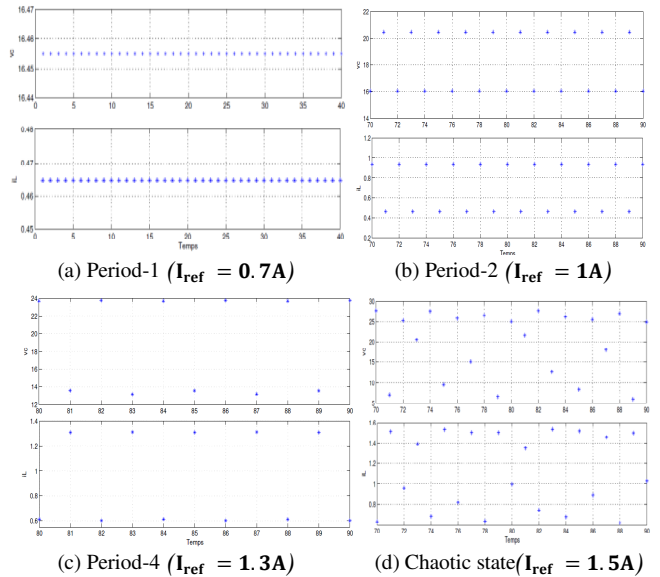 16.47
16.46
vc
16.45
16.44
0 5 10 15 20 25 30 35 40
0.48
0.47
iL
0.46
0.45
0 5 10 15 20 25 30 35 40
Temps
(a) Period-1 (I_ref = 0.7A)
22
20
vc
18
16
14
70 72 74 76 78 80 82 84 86 88 90
1.2
1
0.8
iL
0.6
0.4
0.2
70 72 74 76 78 80 82 84 86 88 90
Temps
(b) Period-2 (I_ref = 1A)
24
22
20
vc
18
16
14
12
80 81 82 83 84 85 86 87 88 89 90
1.4
1.2
iL
1
0.8
0.6
80 81 82 83 84 85 86 87 88 89 90
Temps
(c) Period-4 (I_ref = 1.3A)
30
25
20
vc
15
10
5
70 72 74 76 78 80 82 84 86 88 90
1.6
1.4
1.2
iL
1
0.8
70 72 74 76 78 80 82 84 86 88 90
Temps
(d) Chaotic state(I_ref = 1.5A)